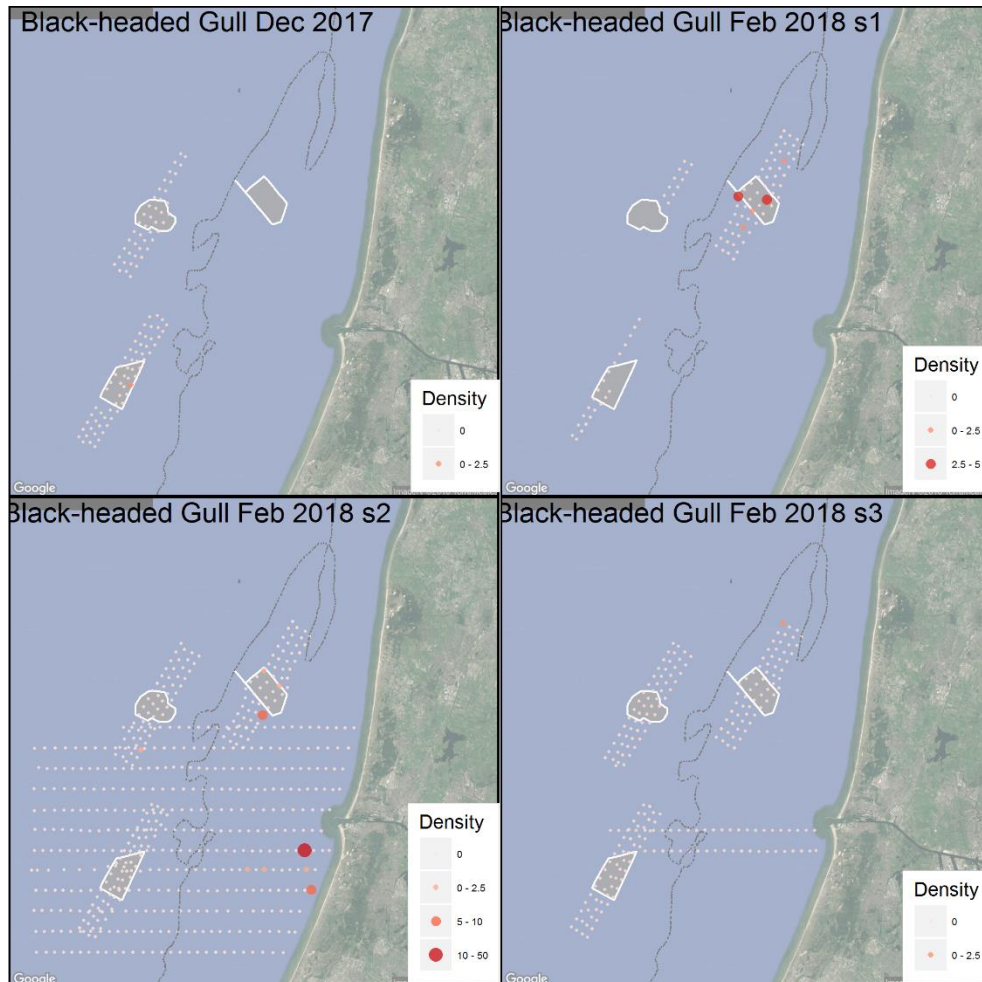 Black-headed Gull Dec 2017
Density
0
0 - 2.5
Google
Black-headed Gull Feb 2018 s1
Density
0
0 - 2.5
2.5 - 5
Google
Black-headed Gull Feb 2018 s2
Density
0
0 - 2.5
5 - 10
10 - 50
Google
Black-headed Gull Feb 2018 s3
Density
0
0 - 2.5
Google